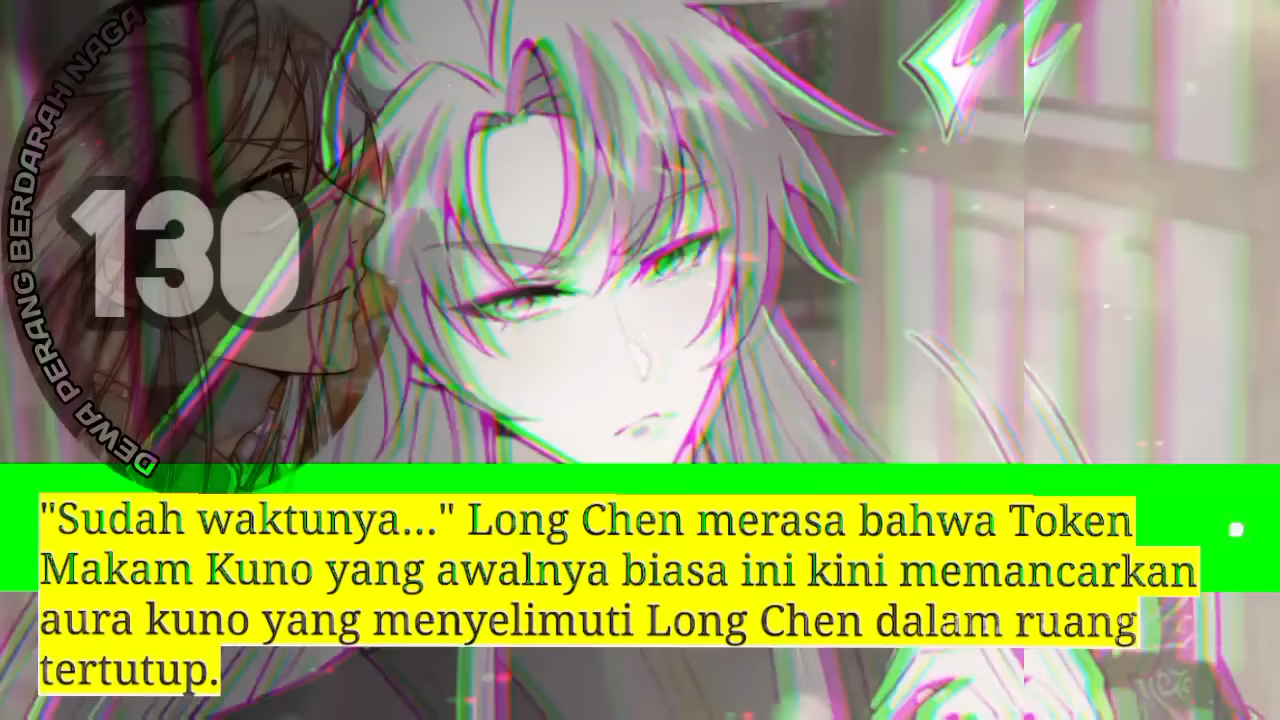 DEWA PERANG BERDARAH NAGA
130
"Sudah waktunya..." Long Chen merasa bahwa Token
Makam Kuno yang awalnya biasa ini kini memancarkan
aura kuno yang menyelimuti Long Chen dalam ruang
tertutup.